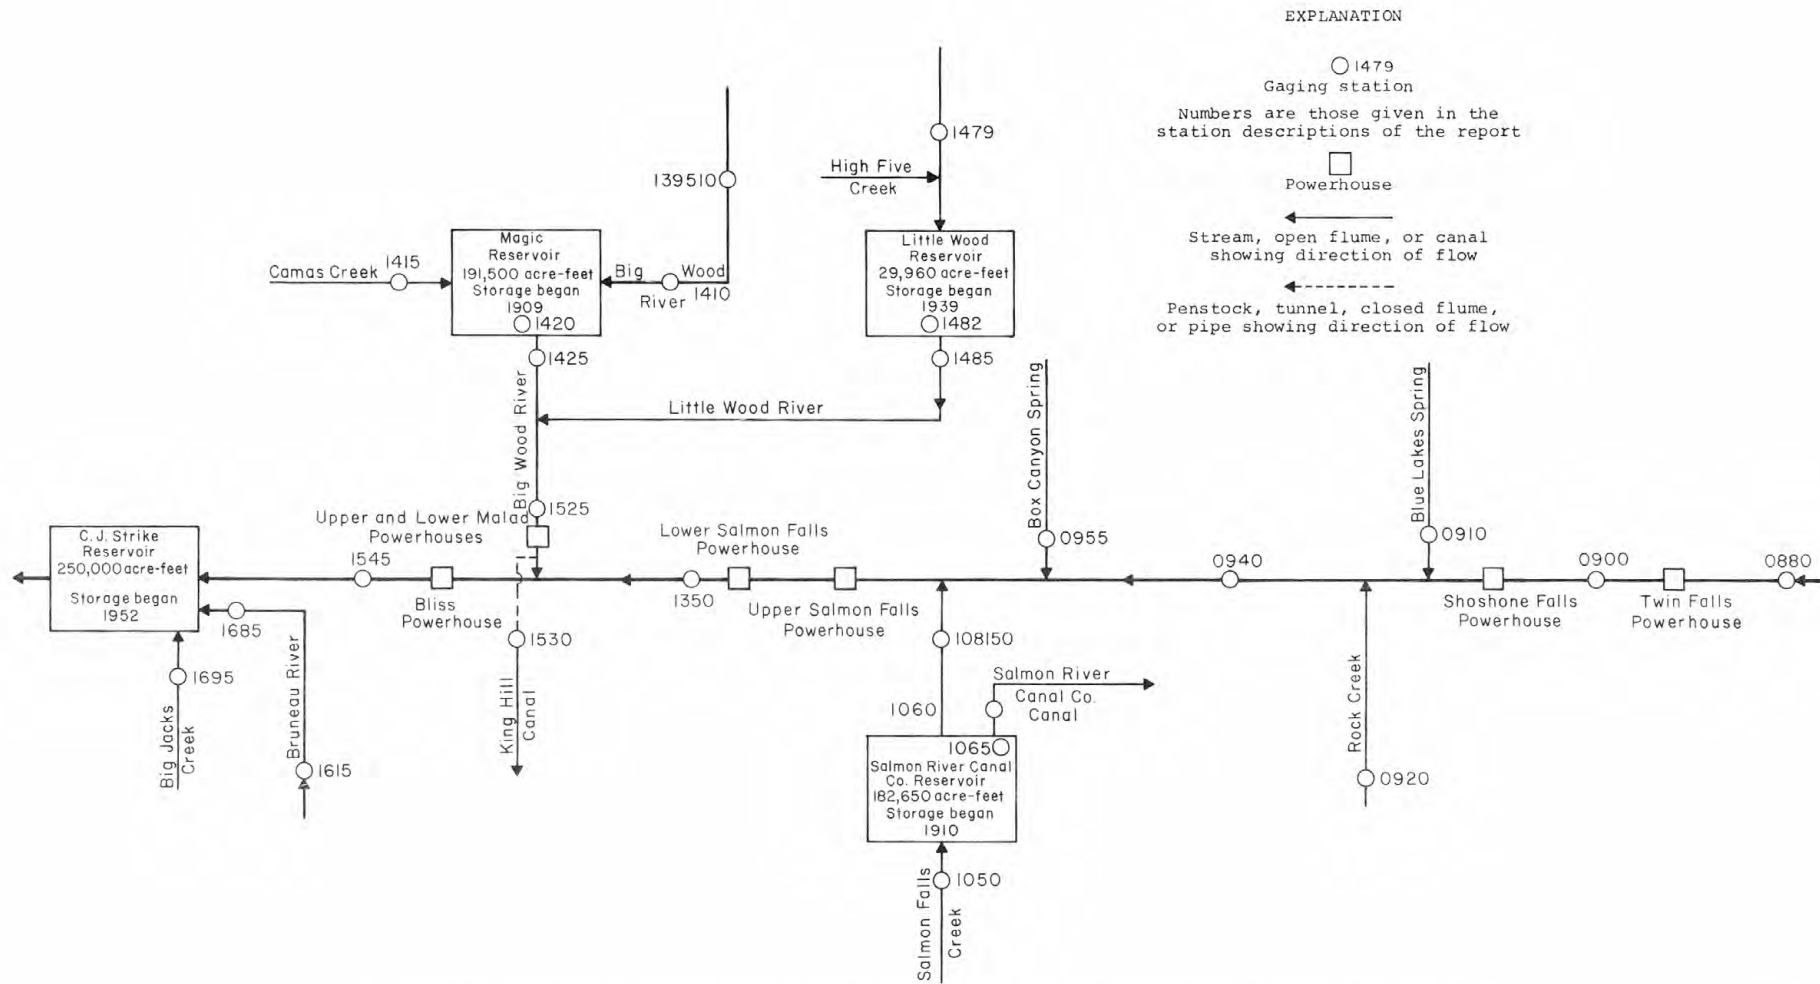 EXPLANATION
1479
Gaging station
Numbers are those given in the
station descriptions of the report
Powerhouse
Stream, open flume, or canal
showing direction of flow
Penstock, tunnel, closed flume,
or pipe showing direction of flow
1479
High Five
Creek
139510
Magic
Reservoir
191,500 acre-feet
Storage began
1909
1420
Camas Creek
1415
Big Wood
River
1410
Little Wood
Reservoir
29,960 acre-feet
Storage began
1939
1482
1425
1485
Big Wood River
Little Wood River
Box Canyon Spring
Blue Lakes Spring
1525
Upper and Lower Malad
Powerhouses
Lower Salmon Falls
Powerhouse
0955
0910
C.J. Strike
Reservoir
250,000 acre-feet
Storage began
1952
1545
Bliss
Powerhouse
1350
Upper Salmon Falls
Powerhouse
0940
Shoshone Falls
Powerhouse
0900
Twin Falls
Powerhouse
0880
1685
1695
Big Jacks
Creek
Bruneau River
1615
1530
King Hill
Canal
108150
Salmon River
Canal Co.
Canal
1060
1065
Salmon River Canal
Co. Reservoir
182,650 acre-feet
Storage began
1910
1050
Salmon Falls
Creek
Rock Creek
0920